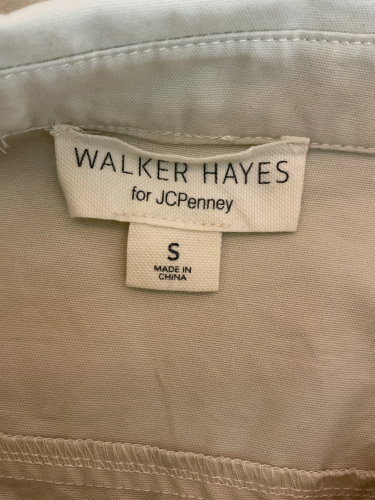 WALKER HAYES
for JCPenney
S
MADE IN
CHINA